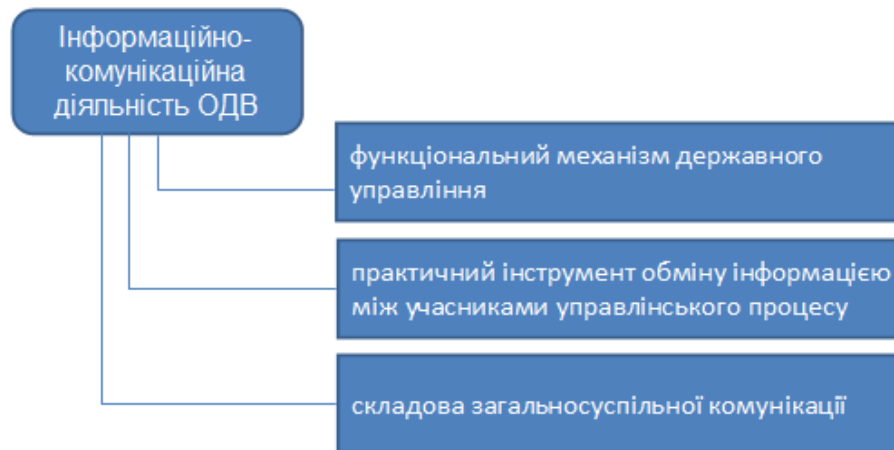 Інформаційно-
комунікаційна
діяльність ОДВ
функціональний механізм державного
управління
практичний інструмент обміну інформацією
між учасниками управлінського процесу
складова загальносуспільної комунікації